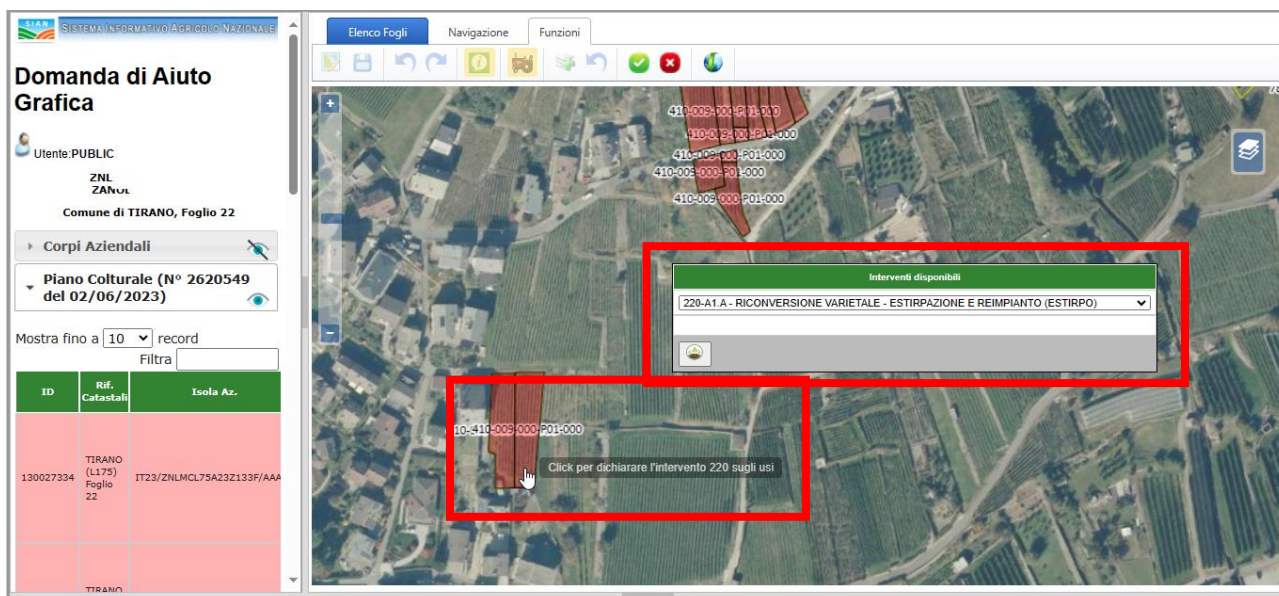 SIAN
SISTEMA INFORMATIVO AGRICOLO NAZIONALE
Domanda di Aiuto
Grafica
Utente:PUBLIC
ZNL
Comune di TIRANO, Foglio 22
Corpi Aziendali
Piano Colturale (N° 2620549
del 02/06/2023)
Mostra fino a 10 record
Filtra
ID Rif. Catastali Isola Az.
130027334 TIRANO (L175) Foglio 22 IT23/ZNLMCL75A23Z133F/AAA
TIRANO
Elenco Fogli Navigazione Funzioni
410-009-000-P01-000
410-009-000-P01-000
410-009-000-P01-000
410-009-000-P01-000
410-009-000-P01-000
Interventi disponibili
220-A1.A - RICONVERSIONE VARIETALE - ESTIRPAZIONE E REIMPIANTO (ESTIRPO)
410-009-000-P01-000
Click per dichiarare l'intervento 220 sugli usi